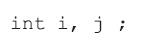 int i, j ;